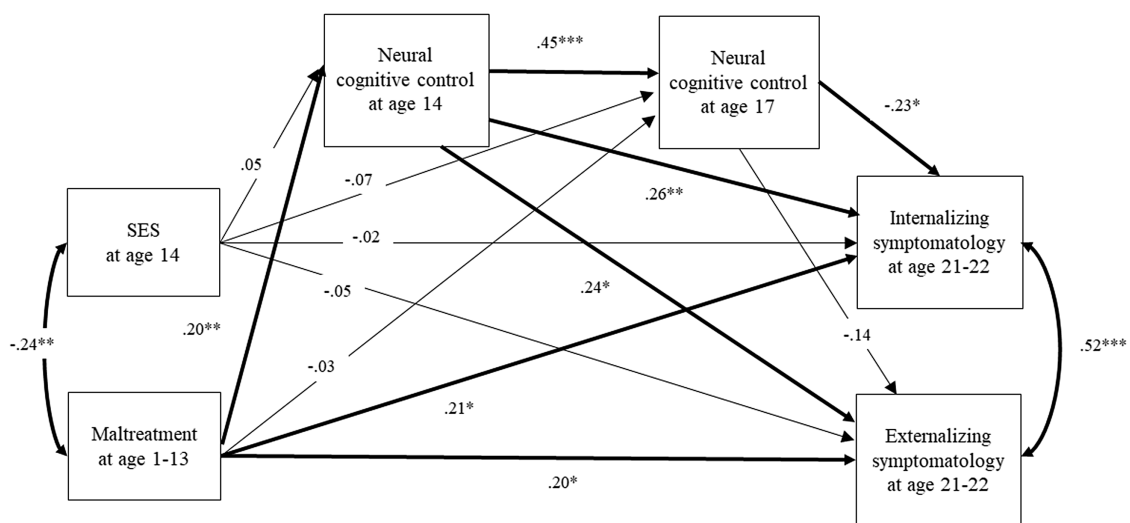 Neural
cognitive control
at age 14
.45***
Neural
cognitive control
at age 17
-.23*
.05
-.07
.26**
SES
at age 14
-.02
Internalizing
symptomatology
at age 21-22
-.05
.24*
.20**
-.14
-.24**
.52***
-.03
.21*
Maltreatment
at age 1-13
Externalizing
symptomatology
at age 21-22
.20*